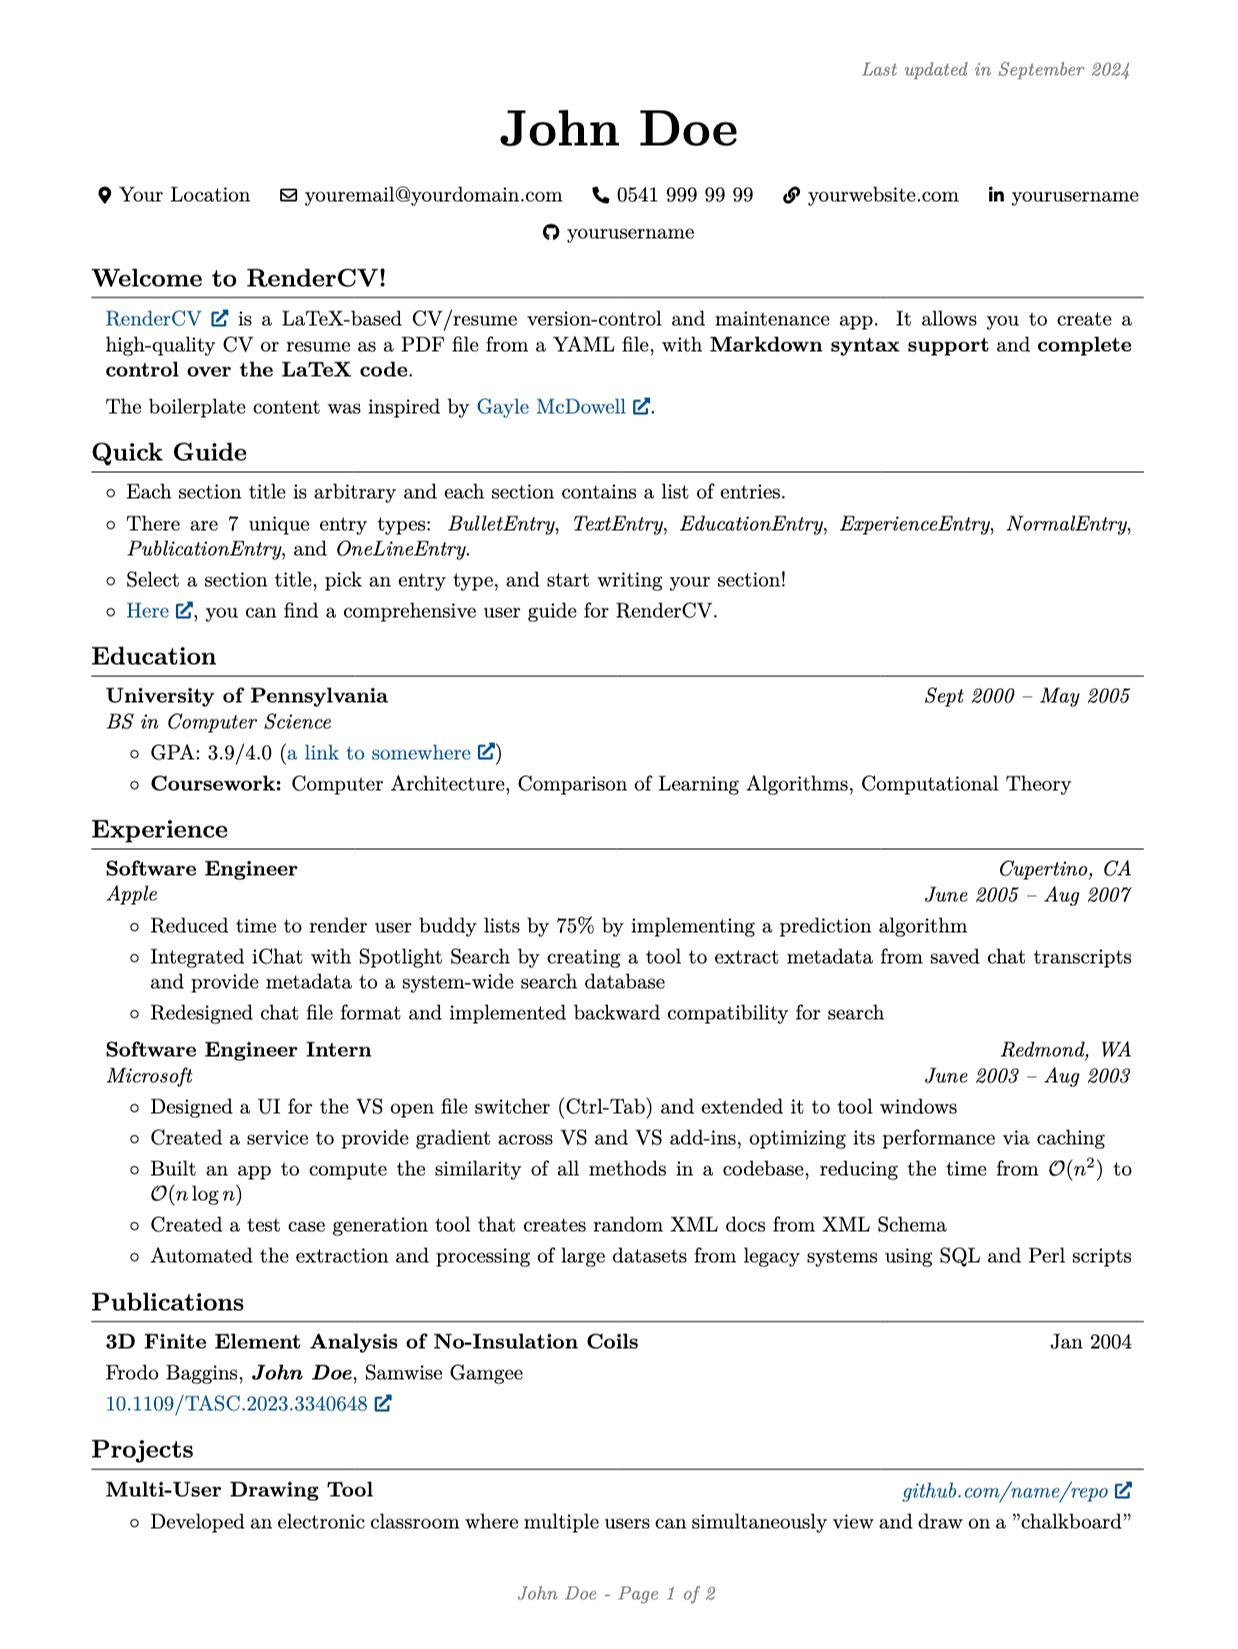 Last updated in September 2024
John Doe
Your Location youremail@yourdomain.com 0541 999 99 99 yourwebsite.com yourusername
yourusername
Welcome to RenderCV!
RenderCV is a LaTeX-based CV/resume version-control and maintenance app. It allows you to create a
high-quality CV or resume as a PDF file from a YAML file, with Markdown syntax support and complete
control over the LaTeX code.
The boilerplate content was inspired by Gayle McDowell.
Quick Guide
◦ Each section title is arbitrary and each section contains a list of entries.
◦ There are 7 unique entry types: BulletEntry, TextEntry, EducationEntry, ExperienceEntry, NormalEntry,
PublicationEntry, and OneLineEntry.
◦ Select a section title, pick an entry type, and start writing your section!
◦ Here, you can find a comprehensive user guide for RenderCV.
Education
University of Pennsylvania Sept 2000 – May 2005
BS in Computer Science
◦ GPA: 3.9/4.0 (a link to somewhere)
◦ Coursework: Computer Architecture, Comparison of Learning Algorithms, Computational Theory
Experience
Software Engineer Cupertino, CA
Apple June 2005 – Aug 2007
◦ Reduced time to render user buddy lists by 75% by implementing a prediction algorithm
◦ Integrated iChat with Spotlight Search by creating a tool to extract metadata from saved chat transcripts
and provide metadata to a system-wide search database
◦ Redesigned chat file format and implemented backward compatibility for search
Software Engineer Intern Redmond, WA
Microsoft June 2003 – Aug 2003
◦ Designed a UI for the VS open file switcher (Ctrl-Tab) and extended it to tool windows
◦ Created a service to provide gradient across VS and VS add-ins, optimizing its performance via caching
◦ Built an app to compute the similarity of all methods in a codebase, reducing the time from 𝒪(n²) to
𝒪(n log n)
◦ Created a test case generation tool that creates random XML docs from XML Schema
◦ Automated the extraction and processing of large datasets from legacy systems using SQL and Perl scripts
Publications
3D Finite Element Analysis of No-Insulation Coils Jan 2004
Frodo Baggins, John Doe, Samwise Gamgee
10.1109/TASC.2023.3340648
Projects
Multi-User Drawing Tool github.com/name/repo
◦ Developed an electronic classroom where multiple users can simultaneously view and draw on a ”chalkboard”
John Doe - Page 1 of 2